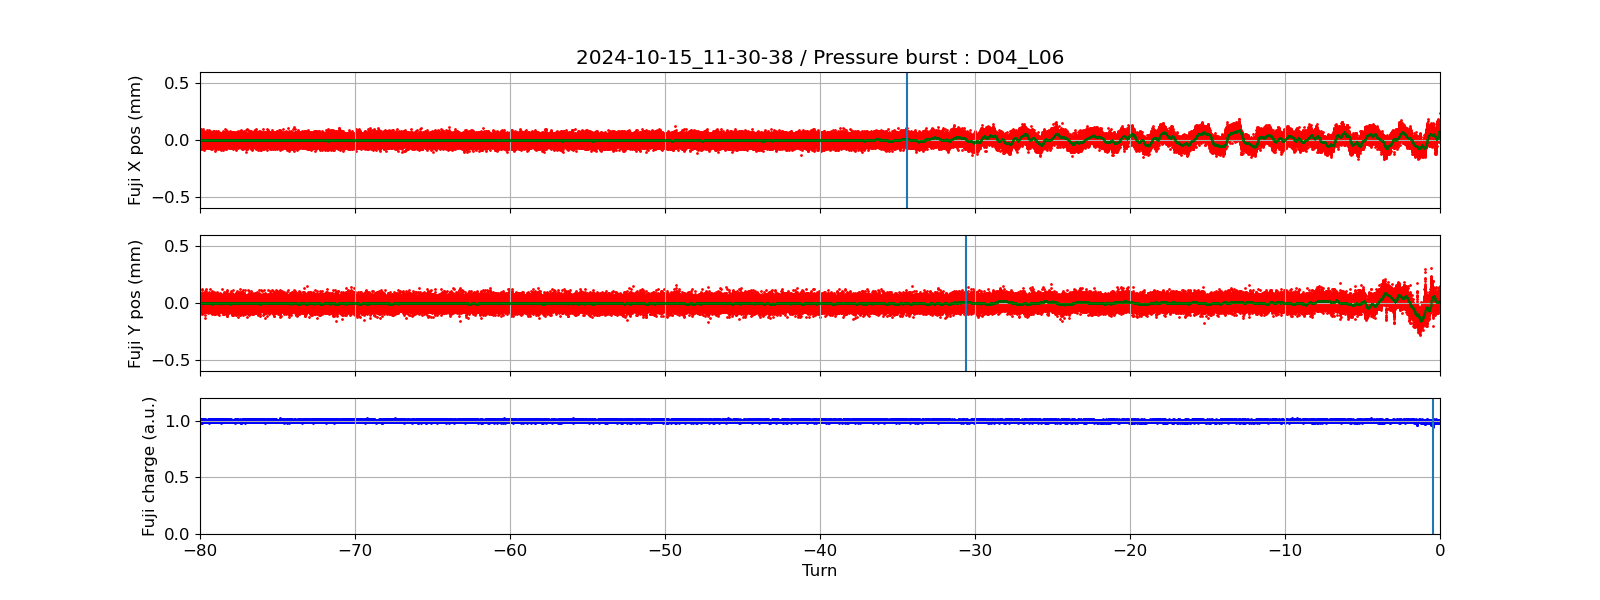 2024-10-15_11-30-38 / Pressure burst : D04_L06
Fuji X pos (mm)
0.5
0.0
−0.5
Fuji Y pos (mm)
0.5
0.0
−0.5
Fuji charge (a.u.)
1.0
0.5
0.0
−80 −70 −60 −50 −40 −30 −20 −10 0
Turn